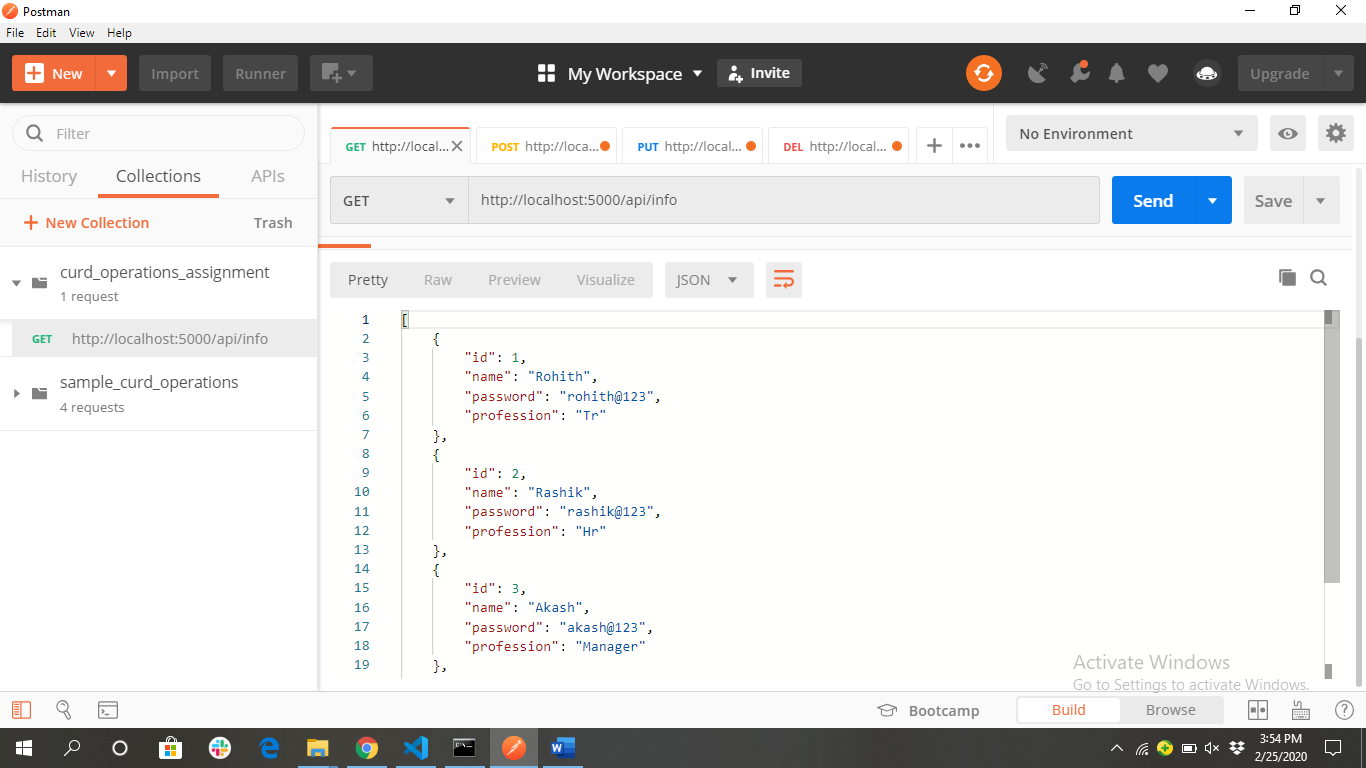 Postman
File Edit View Help
New Import Runner My Workspace Invite Upgrade
Filter
History Collections APIs
New Collection Trash
curd_operations_assignment
1 request
GET http://localhost:5000/api/info
sample_curd_operations
4 requests
GET http://local... POST http://loca... PUT http://local... DEL http://local... No Environment
GET http://localhost:5000/api/info Send Save
Pretty Raw Preview Visualize JSON
1 [
2 {
3 "id": 1,
4 "name": "Rohith",
5 "password": "rohith@123",
6 "profession": "Tr"
7 },
8 {
9 "id": 2,
10 "name": "Rashik",
11 "password": "rashik@123",
12 "profession": "Hr"
13 },
14 {
15 "id": 3,
16 "name": "Akash",
17 "password": "akash@123",
18 "profession": "Manager"
19 },
Activate Windows
Go to Settings to activate Windows.
Bootcamp Build Browse
3:54 PM
2/25/2020